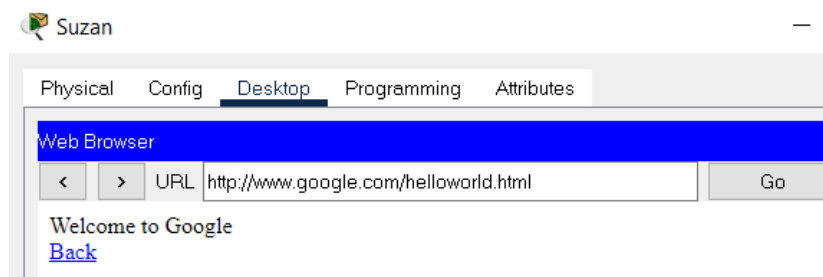 Suzan
Physical Config Desktop Programming Attributes
Web Browser
< > URL http://www.google.com/helloworld.html Go
Welcome to Google
Back